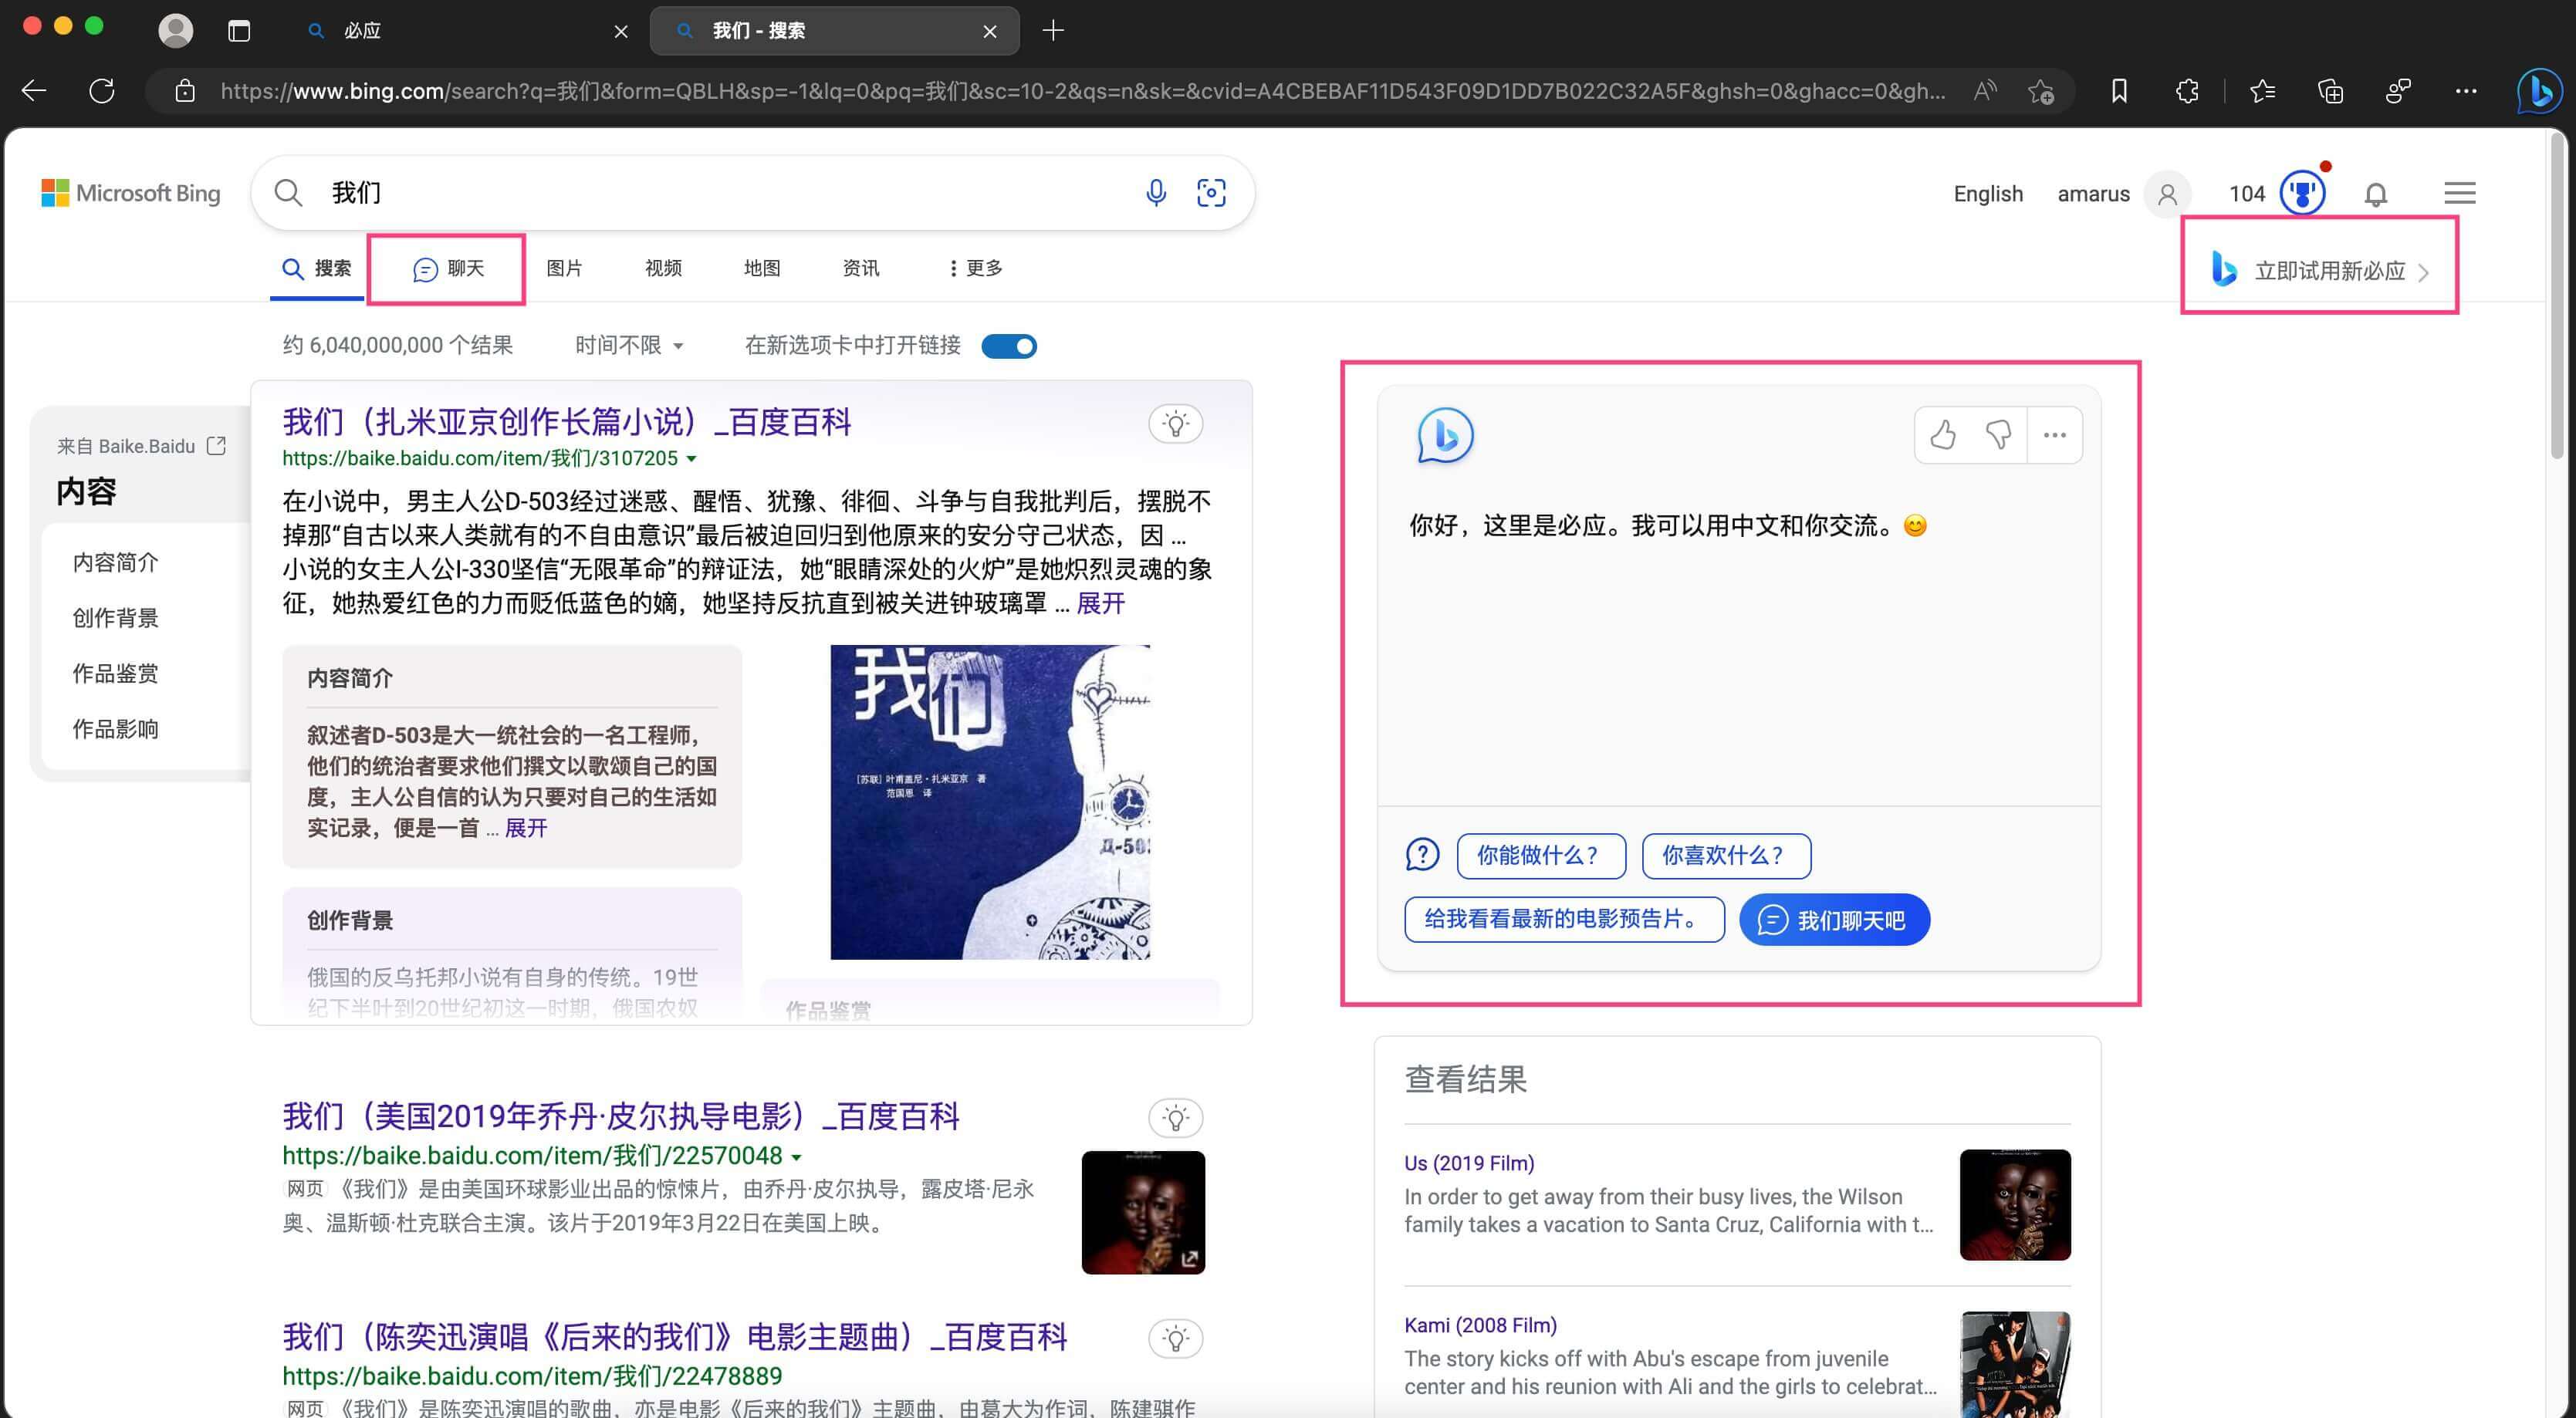 必应
我们 - 搜索
https://www.bing.com/search?q=我们&form=QBLH&sp=-1&lq=0&pq=我们&sc=10-2&qs=n&sk=&cvid=A4CBEBAF11D543F09D1DD7B022C32A5F&ghsh=0&ghacc=0&gh...
Microsoft Bing
我们
English amarus 104
搜索 聊天 图片 视频 地图 资讯 更多
立即试用新必应
约 6,040,000,000 个结果 时间不限 在新选项卡中打开链接
来自 Baike.Baidu
内容
内容简介
创作背景
作品鉴赏
作品影响
我们（扎米亚京创作长篇小说）_百度百科
https://baike.baidu.com/item/我们/3107205
在小说中，男主人公D-503经过迷惑、醒悟、犹豫、徘徊、斗争与自我批判后，摆脱不
掉那“自古以来人类就有的不自由意识”最后被迫回归到他原来的安分守己状态，因 ...
小说的女主人公I-330坚信“无限革命”的辩证法，她“眼睛深处的火炉”是她炽烈灵魂的象
征，她热爱红色的力而贬低蓝色的熵，她坚持反抗直到被关进钟玻璃罩 ... 展开
内容简介
叙述者D-503是大一统社会的一名工程师，
他们的统治者要求他们撰文以歌颂自己的国
度，主人公自信的认为只要对自己的生活如
实记录，便是一首 ... 展开
我们
[苏联] 叶甫盖尼·扎米亚京 著
范国恩 译
Д-503
创作背景
俄国的反乌托邦小说有自身的传统。19世
纪下半叶到20世纪初这一时期，俄国农奴
作品鉴赏
我们（美国2019年乔丹·皮尔执导电影）_百度百科
https://baike.baidu.com/item/我们/22570048
网页 《我们》是由美国环球影业出品的惊悚片，由乔丹·皮尔执导，露皮塔·尼永
奥、温斯顿·杜克联合主演。该片于2019年3月22日在美国上映。
我们（陈奕迅演唱《后来的我们》电影主题曲）_百度百科
https://baike.baidu.com/item/我们/22478889
网页 《我们》是陈奕迅演唱的歌曲，亦是电影《后来的我们》主题曲，由葛大为作词，陈建骐作
你好，这里是必应。我可以用中文和你交流。😊
你能做什么？ 你喜欢什么？
给我看看最新的电影预告片。 我们聊天吧
查看结果
Us (2019 Film)
In order to get away from their busy lives, the Wilson
family takes a vacation to Santa Cruz, California with t...
Kami (2008 Film)
The story kicks off with Abu's escape from juvenile
center and his reunion with Ali and the girls to celebrat...